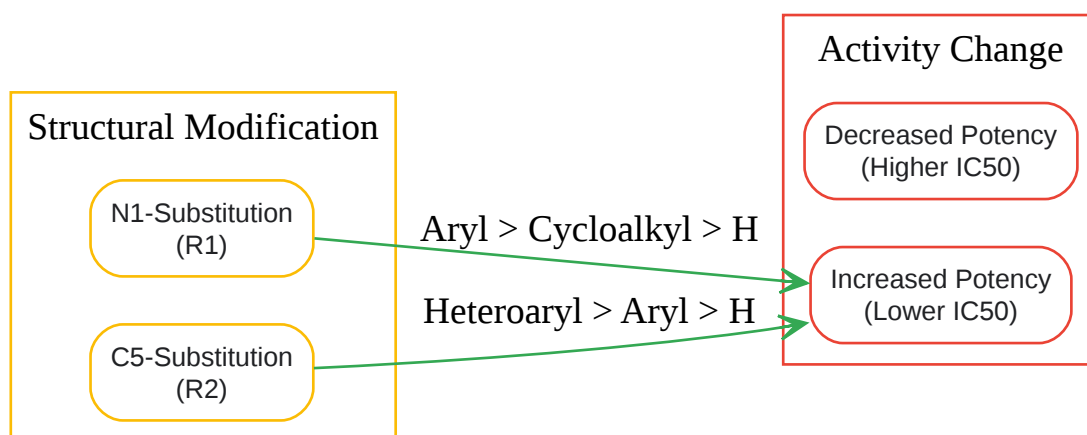 Activity Change
Structural Modification
Decreased Potency
(Higher IC50)
N1-Substitution
(R1)
Aryl > Cycloalkyl > H
Increased Potency
(Lower IC50)
Heteroaryl > Aryl > H
C5-Substitution
(R2)